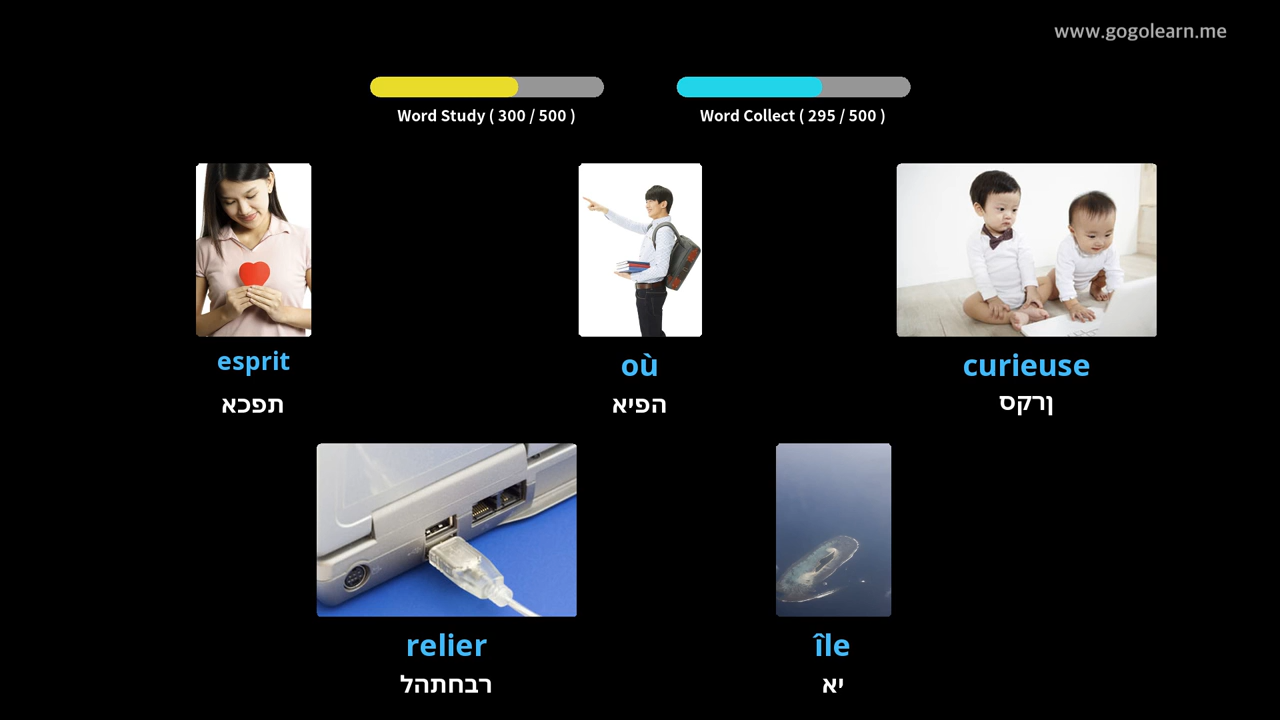 www.gogolearn.me
Word Study ( 300 / 500 )
Word Collect ( 295 / 500 )
esprit
où
curieuse
תפכא
הפיא
ןרקס
relier
île
רבחתהל
יא